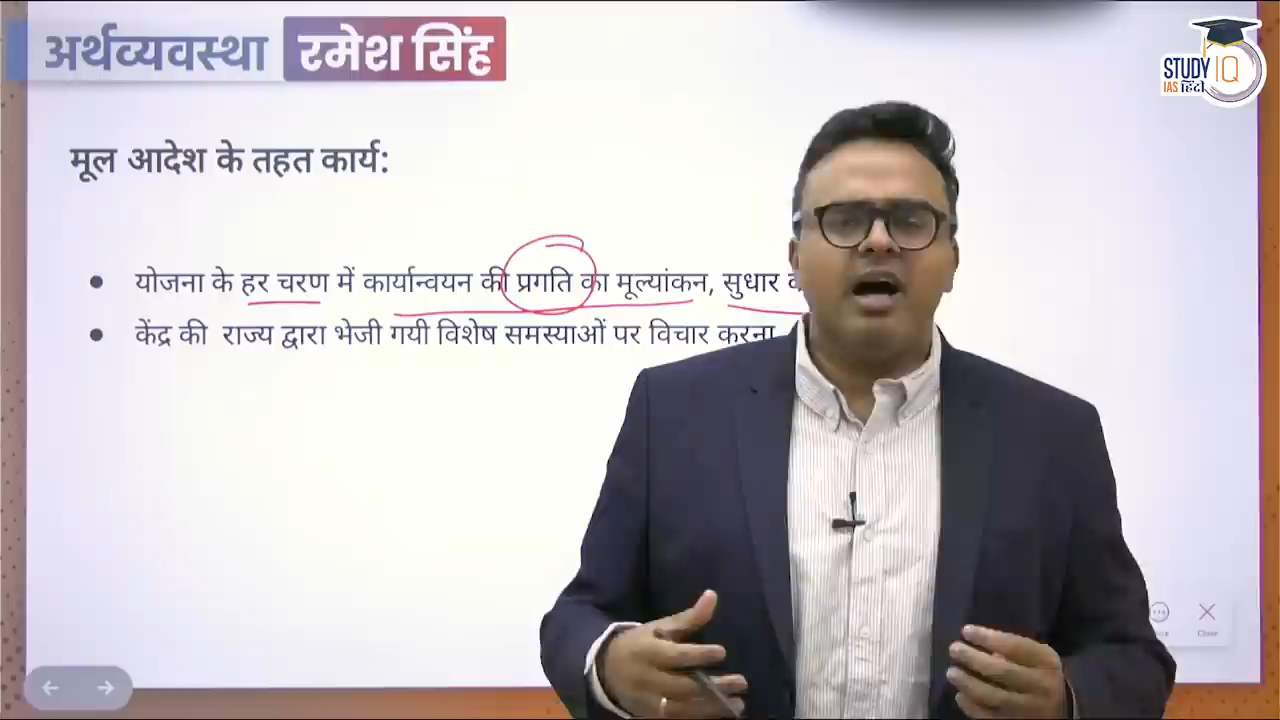 अर्थव्यवस्था रमेश सिंह
STUDY IQ
IAS हिंदी
मूल आदेश के तहत कार्य:
• योजना के हर चरण में कार्यान्वयन की प्रगति का मूल्यांकन, सुधार
• केंद्र की राज्य द्वारा भेजी गयी विशेष समस्याओं पर विचार करना
Close